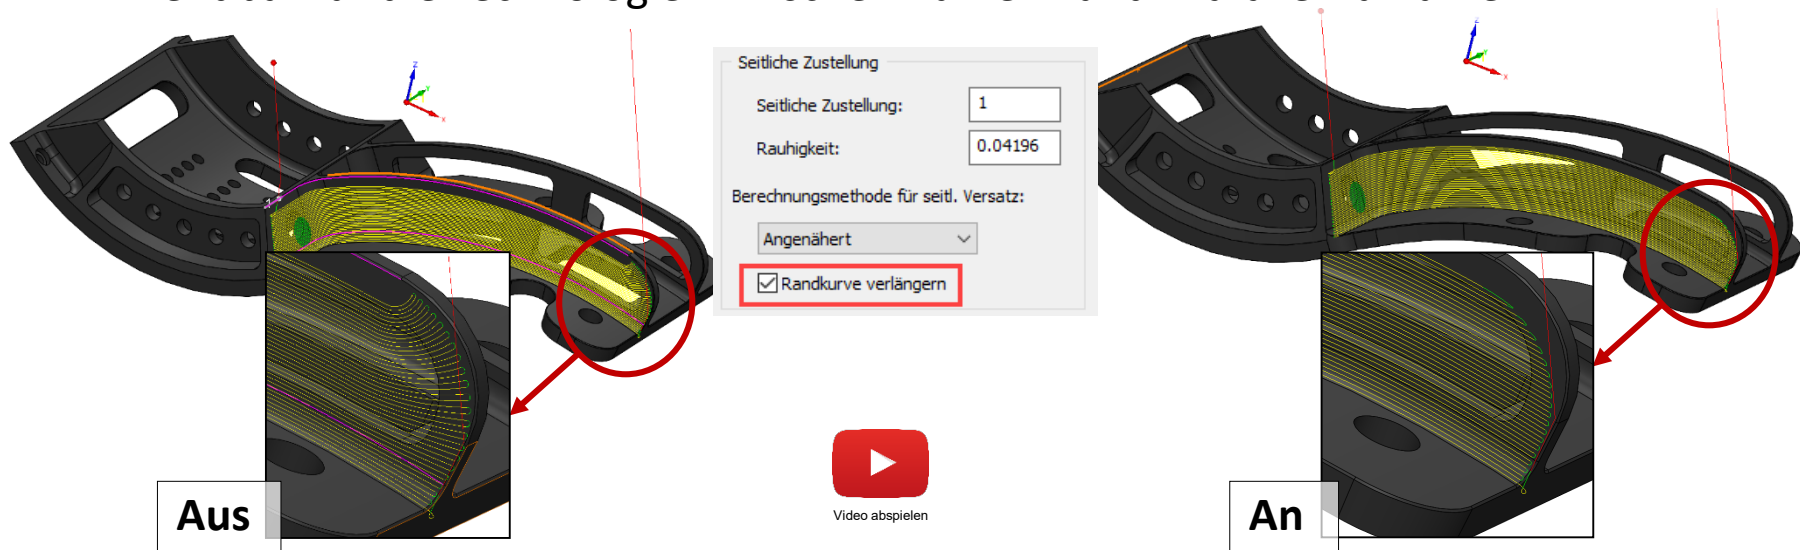 Seitliche Zustellung
Seitliche Zustellung: 1
Rauhigkeit: 0.04196
Berechnungsmethode für seitl. Versatz:
Angenähert
Randkurve verlängern
Aus
Video abspielen
An